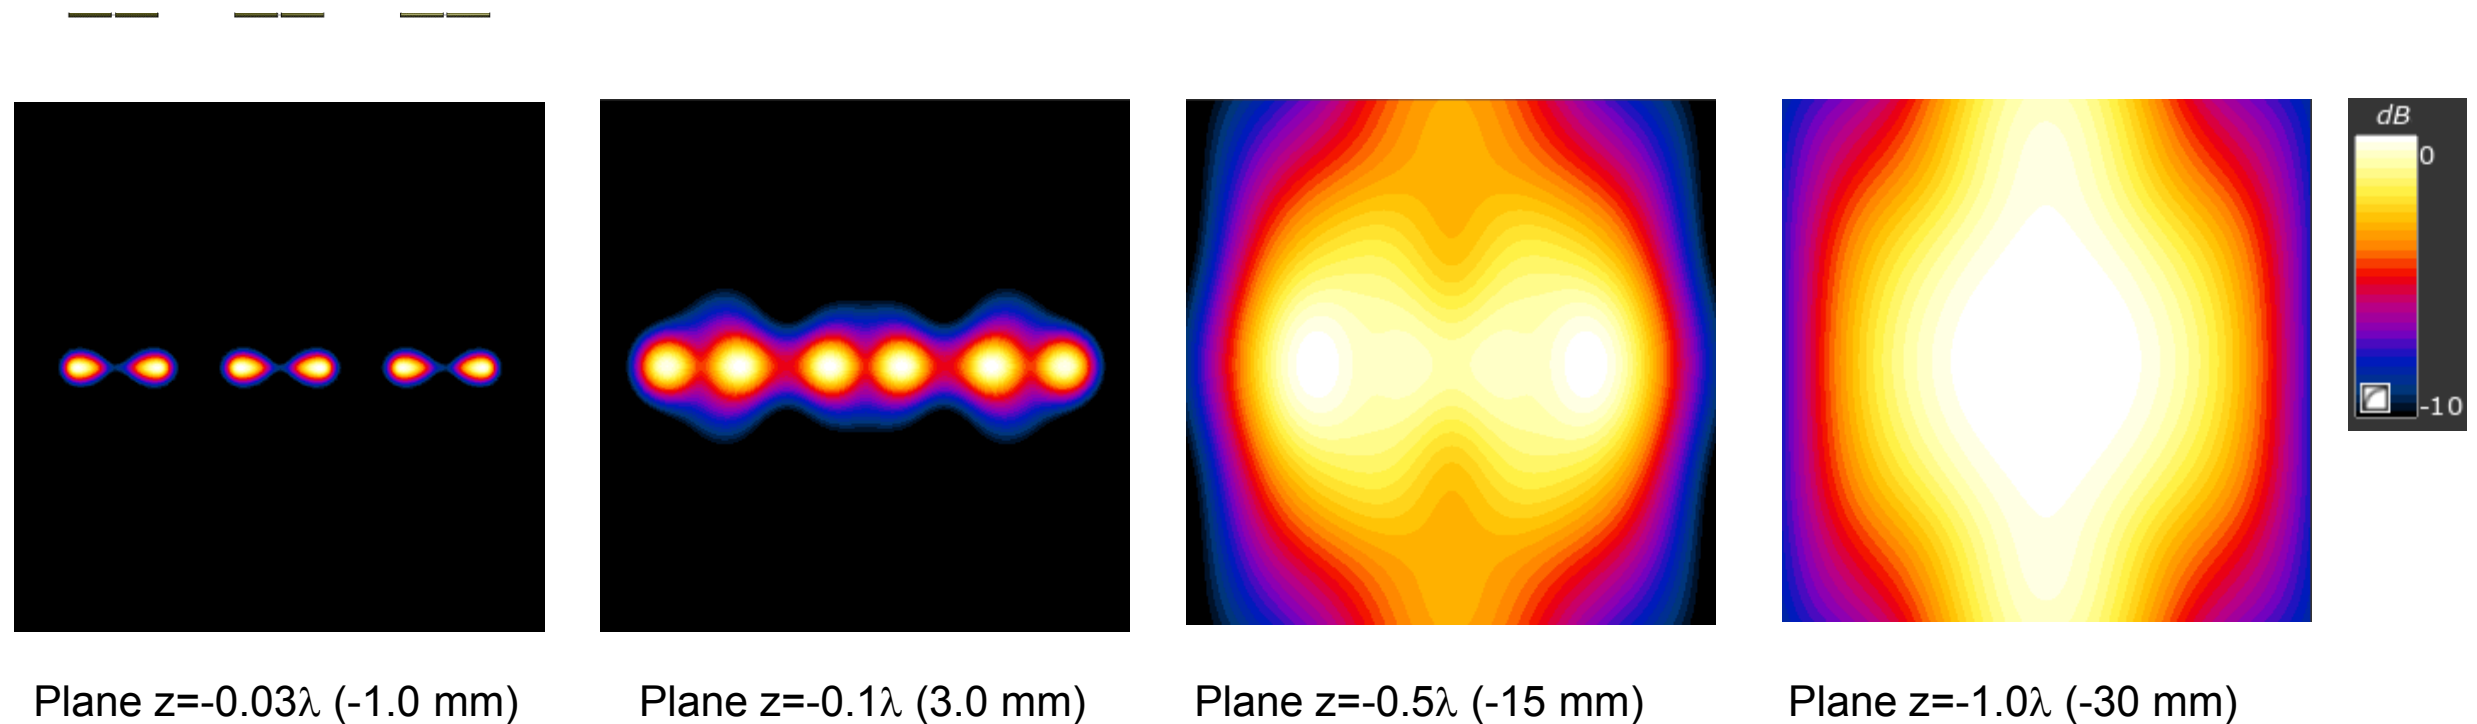 dB
0
-10
Plane z=-0.03λ (-1.0 mm)
Plane z=-0.1λ (3.0 mm)
Plane z=-0.5λ (-15 mm)
Plane z=-1.0λ (-30 mm)